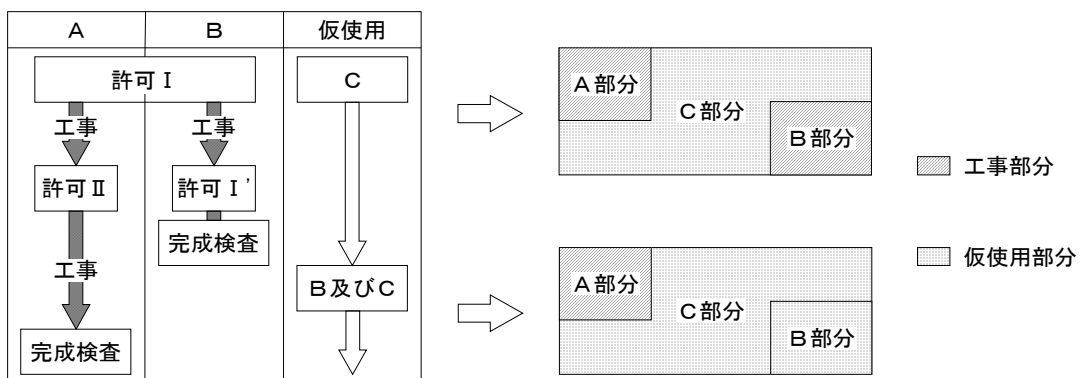 A B 仮使用
許可Ⅰ C
工事 工事
許可Ⅱ 許可Ⅰ'
完成検査
工事
B及びC
完成検査
A部分
C部分
B部分
A部分
C部分
B部分
工事部分
仮使用部分